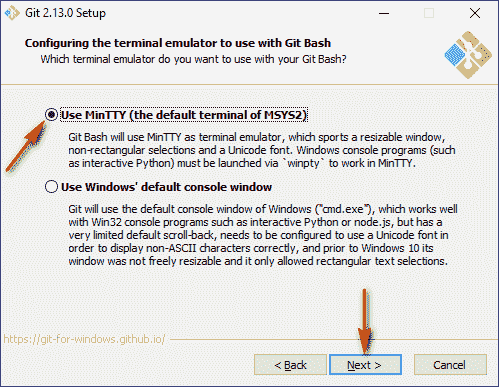 Git 2.13.0 Setup
Configuring the terminal emulator to use with Git Bash
Which terminal emulator do you want to use with your Git Bash?
Use MinTTY (the default terminal of MSYS2)
Git Bash will use MinTTY as terminal emulator, which sports a resizable window,
non-rectangular selections and a Unicode font. Windows console programs (such
as interactive Python) must be launched via `winpty` to work in MinTTY.
Use Windows' default console window
Git will use the default console window of Windows ("cmd.exe"), which works well
with Win32 console programs such as interactive Python or node.js, but has a
very limited default scroll-back, needs to be configured to use a Unicode font in
order to display non-ASCII characters correctly, and prior to Windows 10 its
window was not freely resizable and it only allowed rectangular text selections.
https://git-for-windows.github.io/
< Back
Next >
Cancel